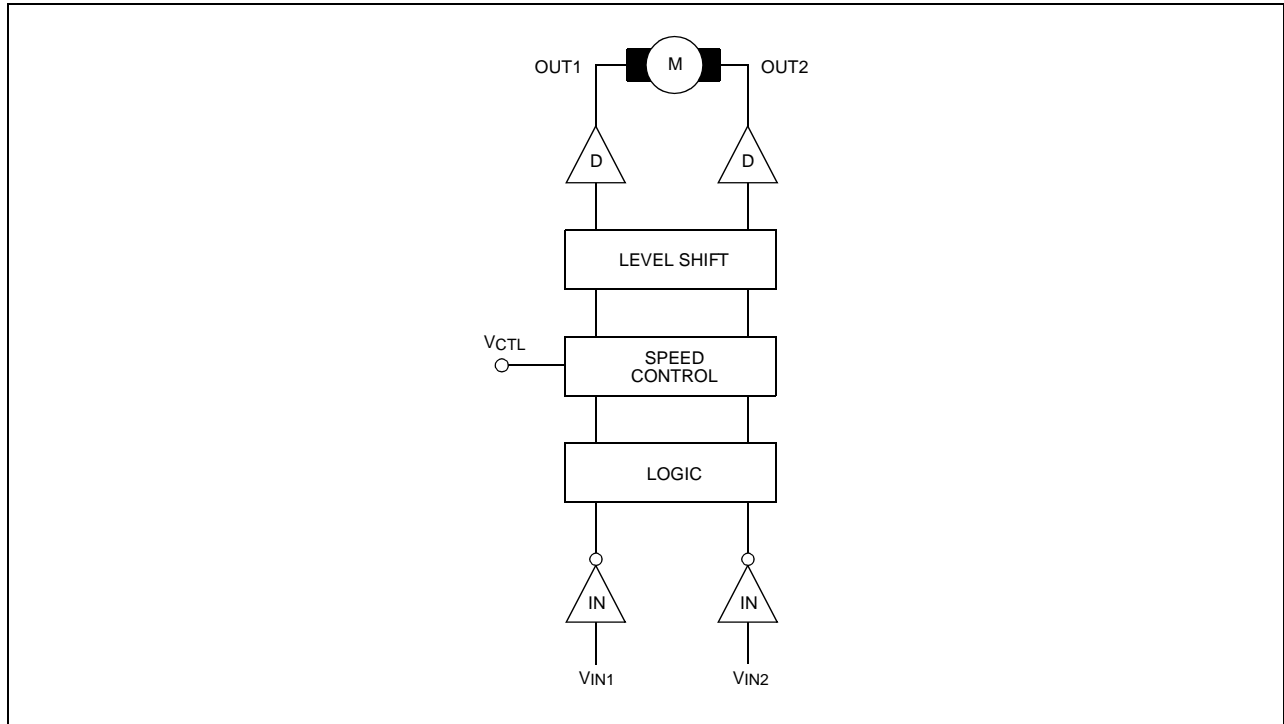 OUT1 M OUT2
D D
LEVEL SHIFT
VCTL
SPEED
CONTROL
LOGIC
IN IN
VIN1 VIN2